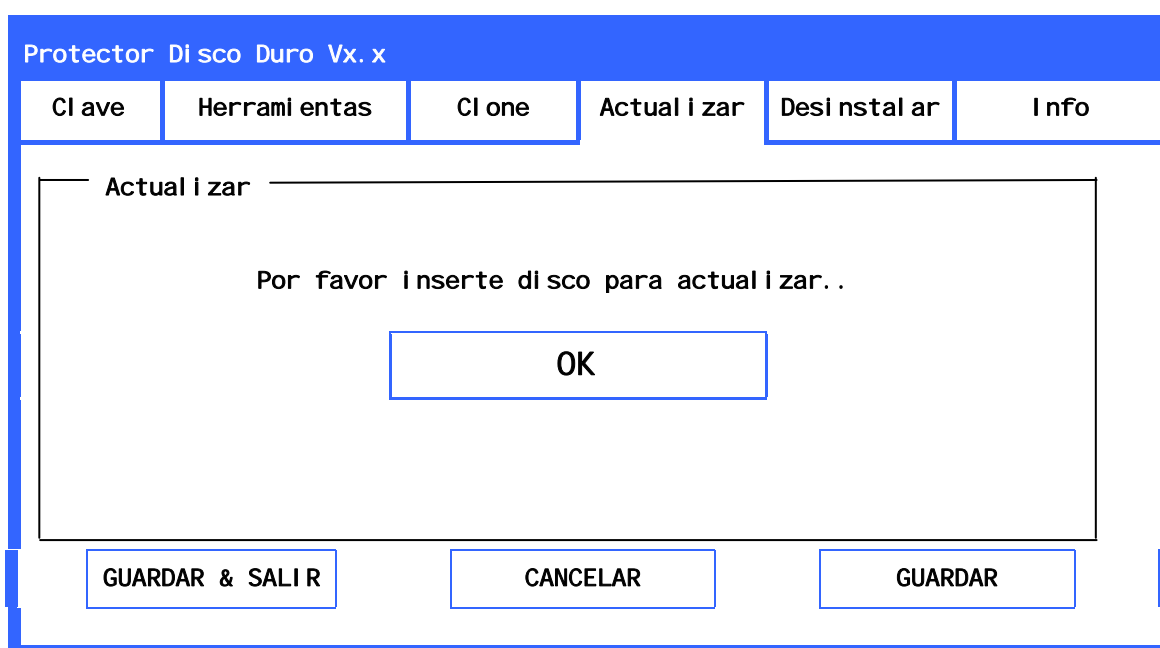 Protector Disco Duro Vx.x
Clave Herramientas Clone Actualizar Desinstalar Info
Actualizar
Por favor inserte disco para actualizar..
OK
GUARDAR & SALIR CANCELAR GUARDAR